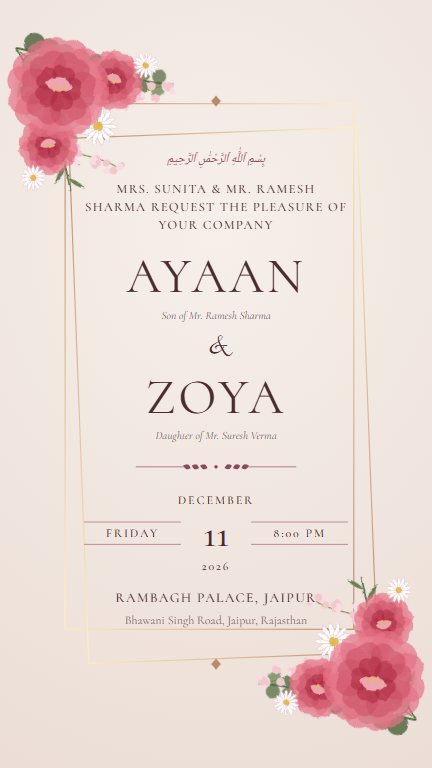 بِسْمِ اللَّهِ الرَّحْمَٰنِ الرَّحِيمِ
MRS. SUNITA & MR. RAMESH
SHARMA REQUEST THE PLEASURE OF
YOUR COMPANY
AYAAN
Son of Mr. Ramesh Sharma
&
ZOYA
Daughter of Mr. Suresh Verma
DECEMBER
FRIDAY 11 8:00 PM
2026
RAMBAGH PALACE, JAIPUR
Bhawani Singh Road, Jaipur, Rajasthan